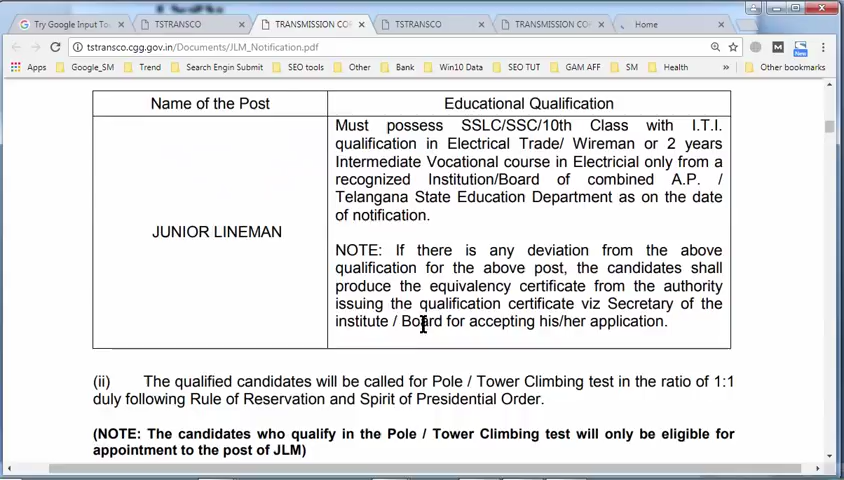 Try Google Input To
TSTRANSCO
TRANSMISSION COR
TSTRANSCO
TRANSMISSION COR
Home
tstransco.cgg.gov.in/Documents/JLM_Notification.pdf
Apps Google_SM Trend Search Engin Submit SEO tools Other Bank Win10 Data SEO TUT GAM AFF SM Health » Other bookmarks
Name of the Post Educational Qualification
JUNIOR LINEMAN
Must possess SSLC/SSC/10th Class with I.T.I.
qualification in Electrical Trade/ Wireman or 2 years
Intermediate Vocational course in Electricial only from a
recognized Institution/Board of combined A.P. /
Telangana State Education Department as on the date
of notification.
NOTE: If there is any deviation from the above
qualification for the above post, the candidates shall
produce the equivalency certificate from the authority
issuing the qualification certificate viz Secretary of the
institute / Board for accepting his/her application.
(ii) The qualified candidates will be called for Pole / Tower Climbing test in the ratio of 1:1
duly following Rule of Reservation and Spirit of Presidential Order.
(NOTE: The candidates who qualify in the Pole / Tower Climbing test will only be eligible for
appointment to the post of JLM)